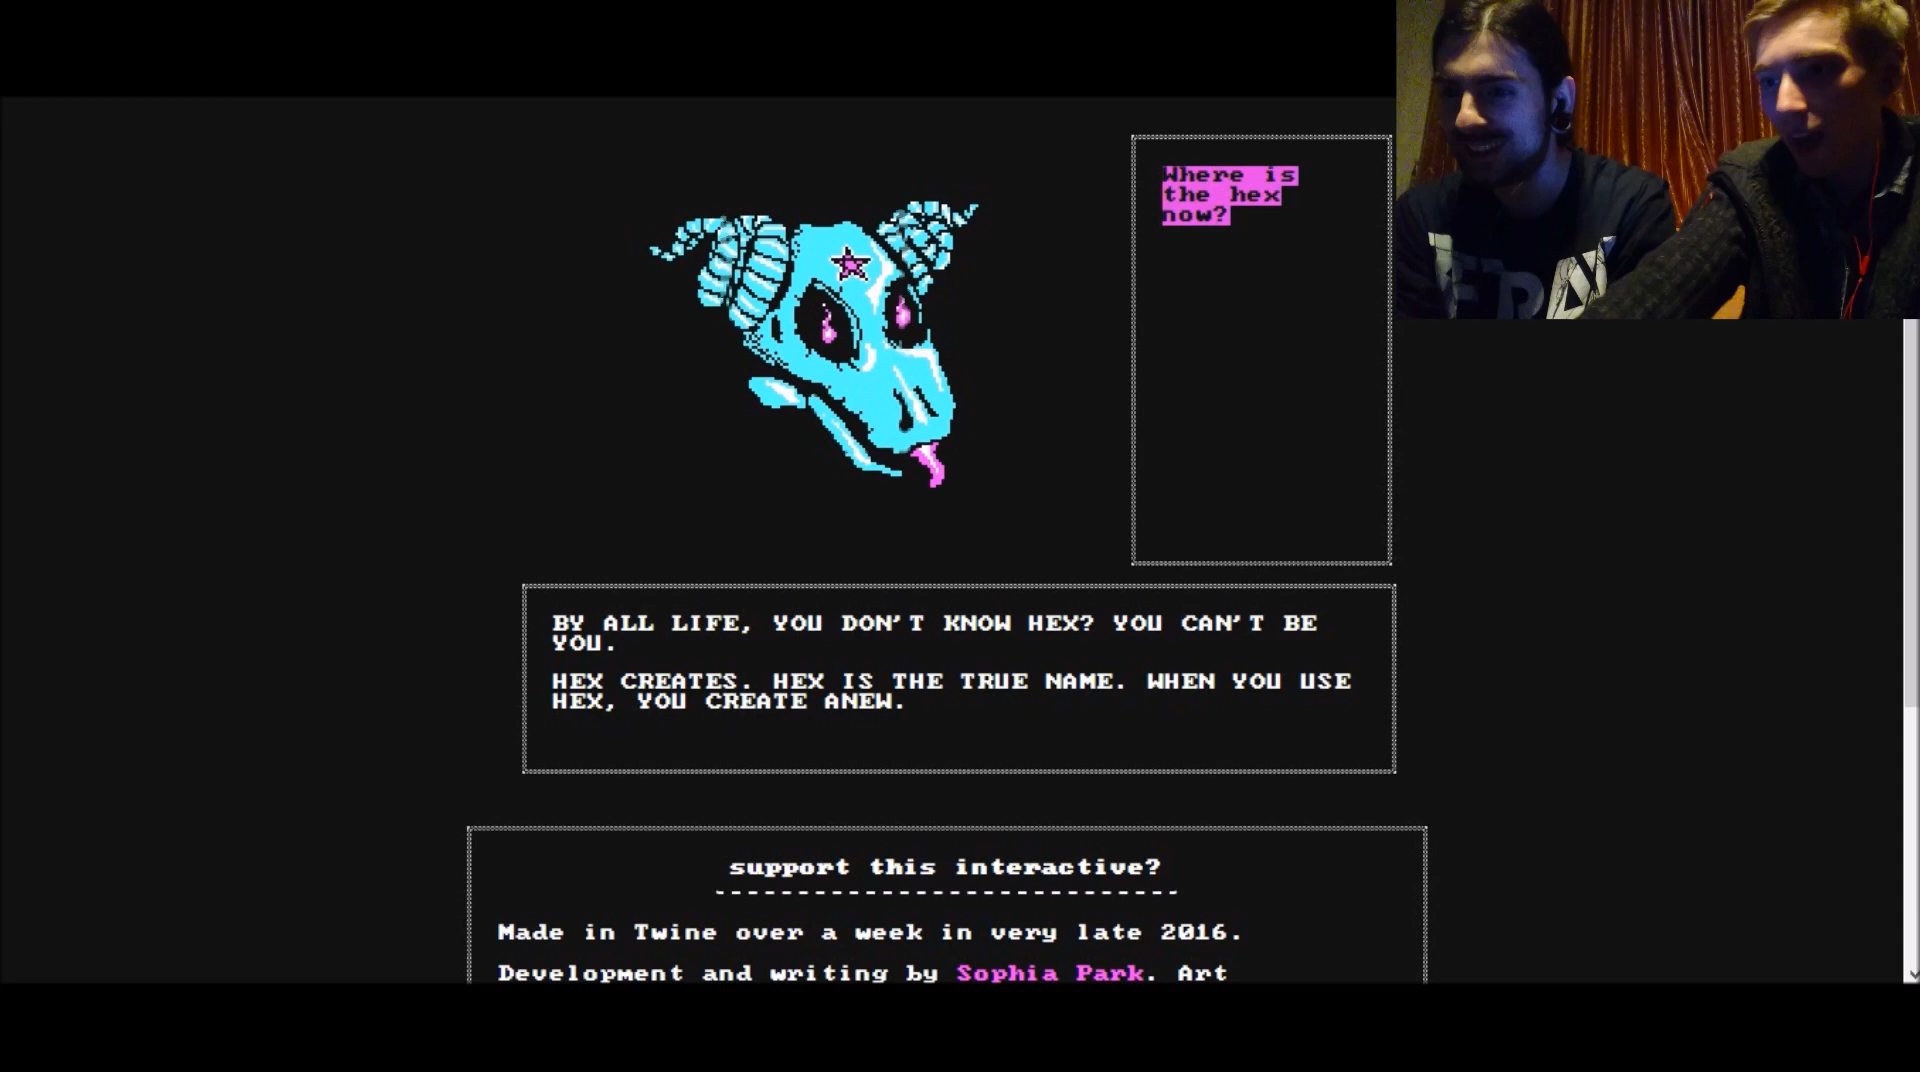 Where is
the hex
now?
BY ALL LIFE, YOU DON'T KNOW HEX? YOU CAN'T BE
YOU.
HEX CREATES. HEX IS THE TRUE NAME. WHEN YOU USE
HEX, YOU CREATE ANEW.
support this interactive?
---------------------------
Made in Twine over a week in very late 2016.
Development and writing by Sophia Park. Art